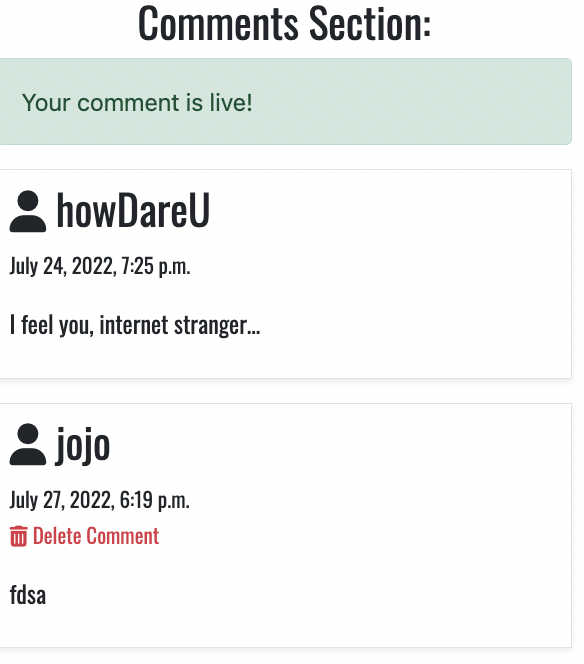 Comments Section:
Your comment is live!
howDareU
July 24, 2022, 7:25 p.m.
I feel you, internet stranger...
jojo
July 27, 2022, 6:19 p.m.
Delete Comment
fdsa